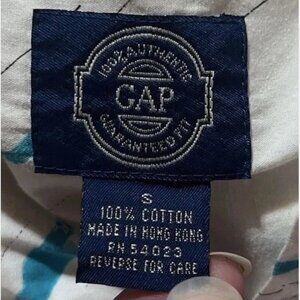 100% AUTHENTIC
GAP
GUARANTEED FIT
S
100% COTTON
MADE IN HONG KONG
RN 54023
REVERSE FOR CARE